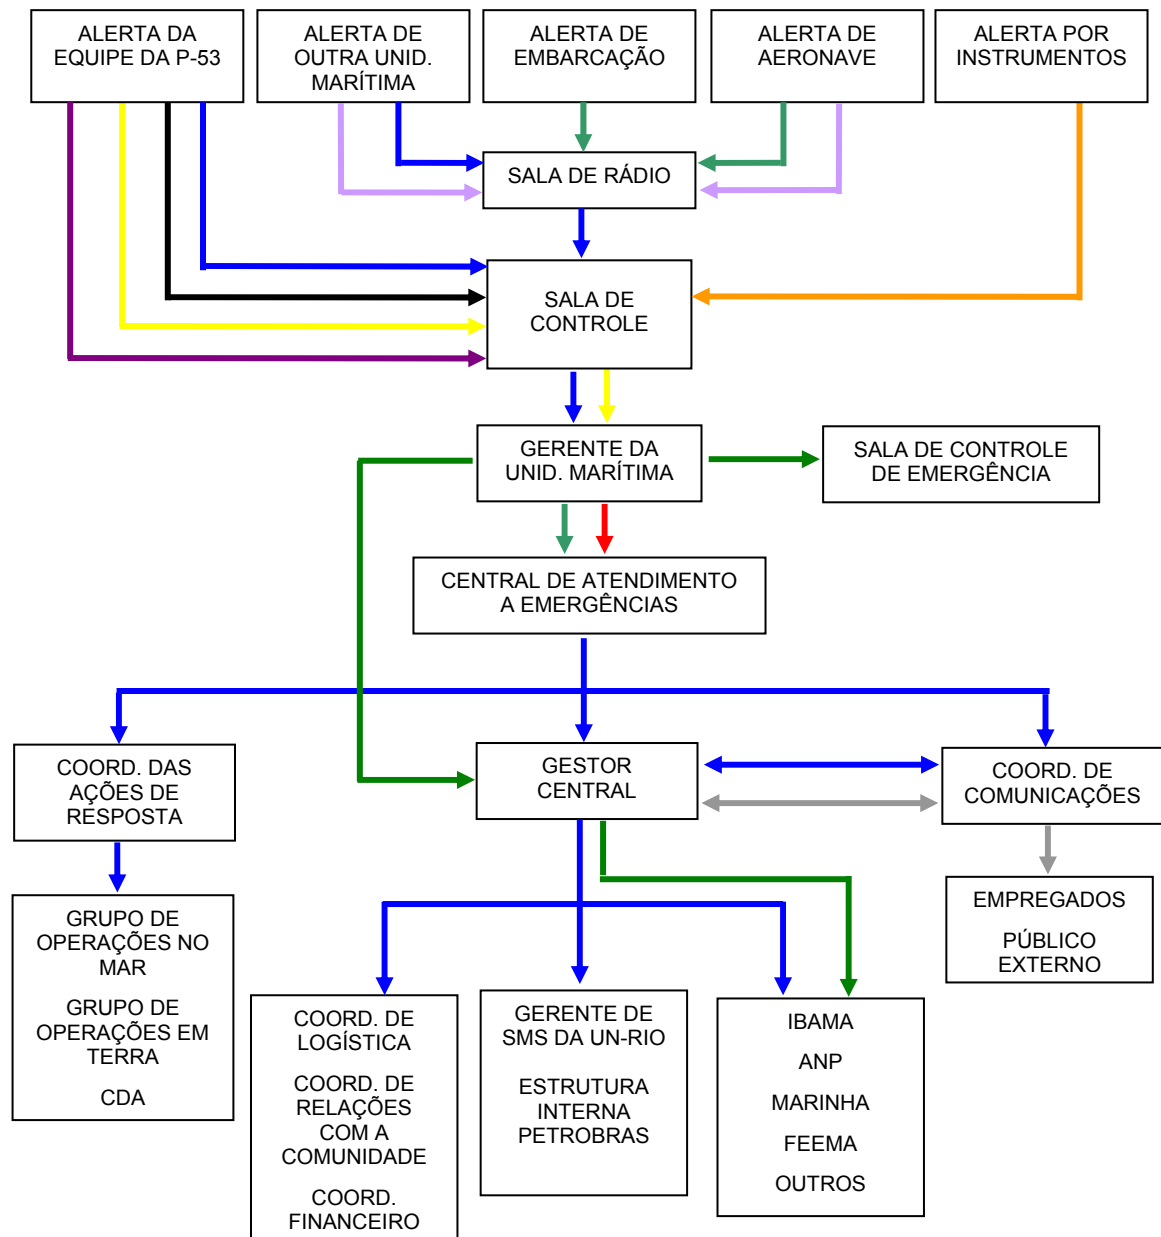 ALERTA DA
EQUIPE DA P-53
ALERTA DE
OUTRA UNID.
MARÍTIMA
ALERTA DE
EMBARCAÇÃO
ALERTA DE
AERONAVE
ALERTA POR
INSTRUMENTOS
SALA DE RÁDIO
SALA DE
CONTROLE
GERENTE DA
UNID. MARÍTIMA
SALA DE CONTROLE
DE EMERGÊNCIA
CENTRAL DE ATENDIMENTO
A EMERGÊNCIAS
COORD. DAS
AÇÕES DE
RESPOSTA
GESTOR
CENTRAL
COORD. DE
COMUNICAÇÕES
GRUPO DE
OPERAÇÕES NO
MAR
GRUPO DE
OPERAÇÕES EM
TERRA
CDA
EMPREGADOS
PÚBLICO
EXTERNO
COORD. DE
LOGÍSTICA
COORD. DE
RELAÇÕES
COM A
COMUNIDADE
COORD.
FINANCEIRO
GERENTE DE
SMS DA UN-RIO
ESTRUTURA
INTERNA
PETROBRAS
IBAMA
ANP
MARINHA
FEEMA
OUTROS